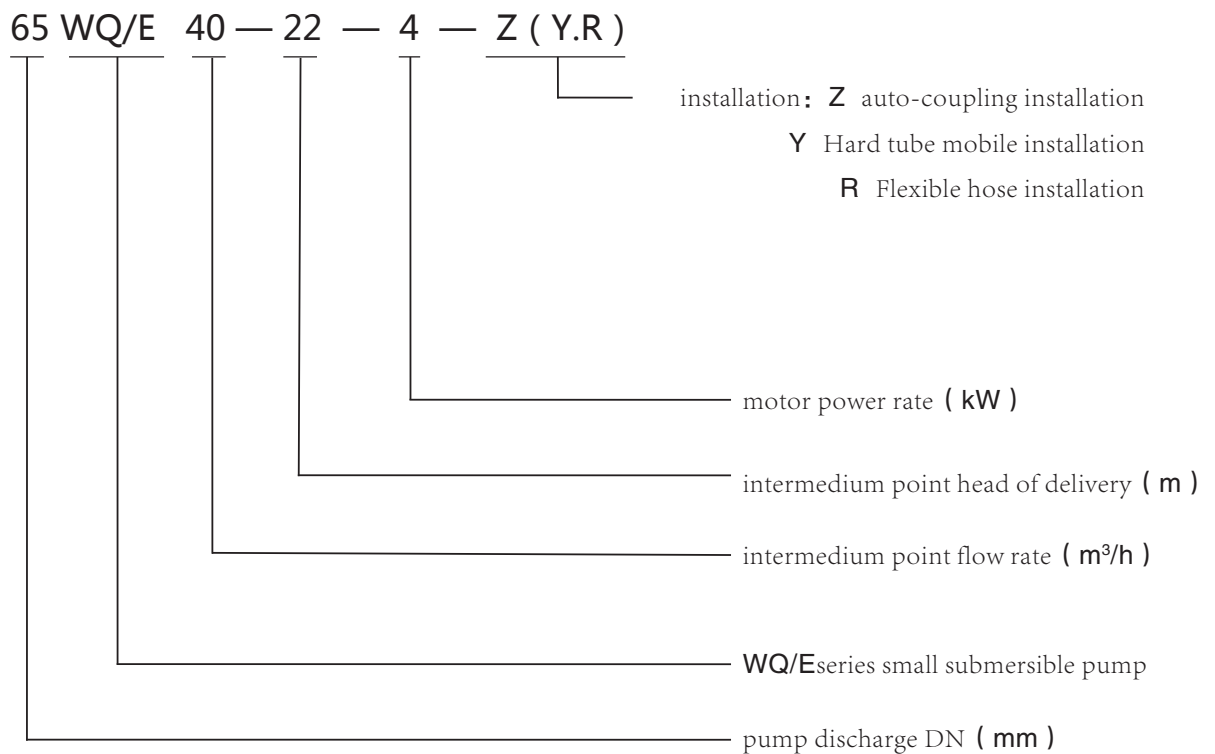 65 WQ/E 40 — 22 — 4 — Z ( Y.R )
installation: Z auto-coupling installation
Y Hard tube mobile installation
R Flexible hose installation
motor power rate ( kW )
intermedium point head of delivery ( m )
intermedium point flow rate ( m³/h )
WQ/Eseries small submersible pump
pump discharge DN ( mm )